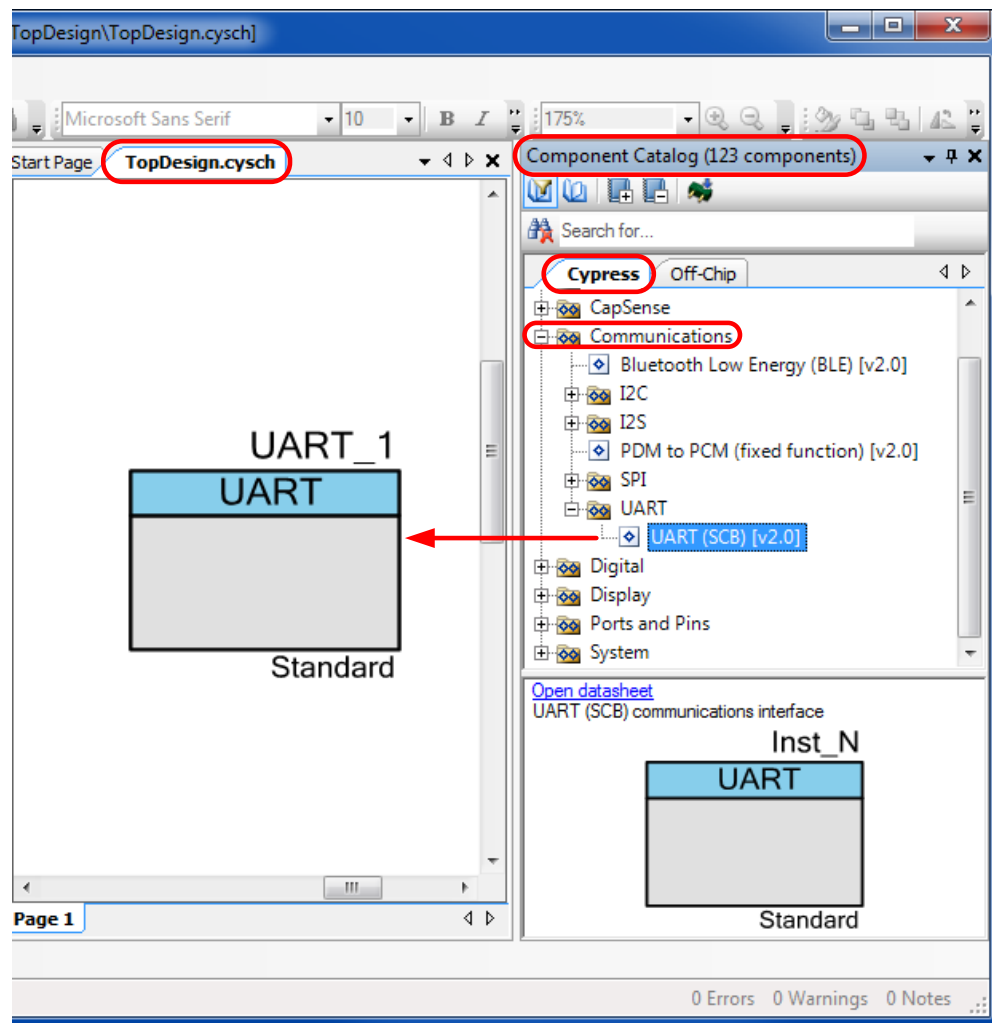 TopDesign\TopDesign.cysch]
Microsoft Sans Serif 10 B I 175%
Start Page TopDesign.cysch
UART_1
UART
Standard
Page 1
Component Catalog (123 components)
Search for...
Cypress Off-Chip
CapSense
Communications
Bluetooth Low Energy (BLE) [v2.0]
I2C
I2S
PDM to PCM (fixed function) [v2.0]
SPI
UART
UART (SCB) [v2.0]
Digital
Display
Ports and Pins
System
Open datasheet
UART (SCB) communications interface
Inst_N
UART
Standard
0 Errors 0 Warnings 0 Notes